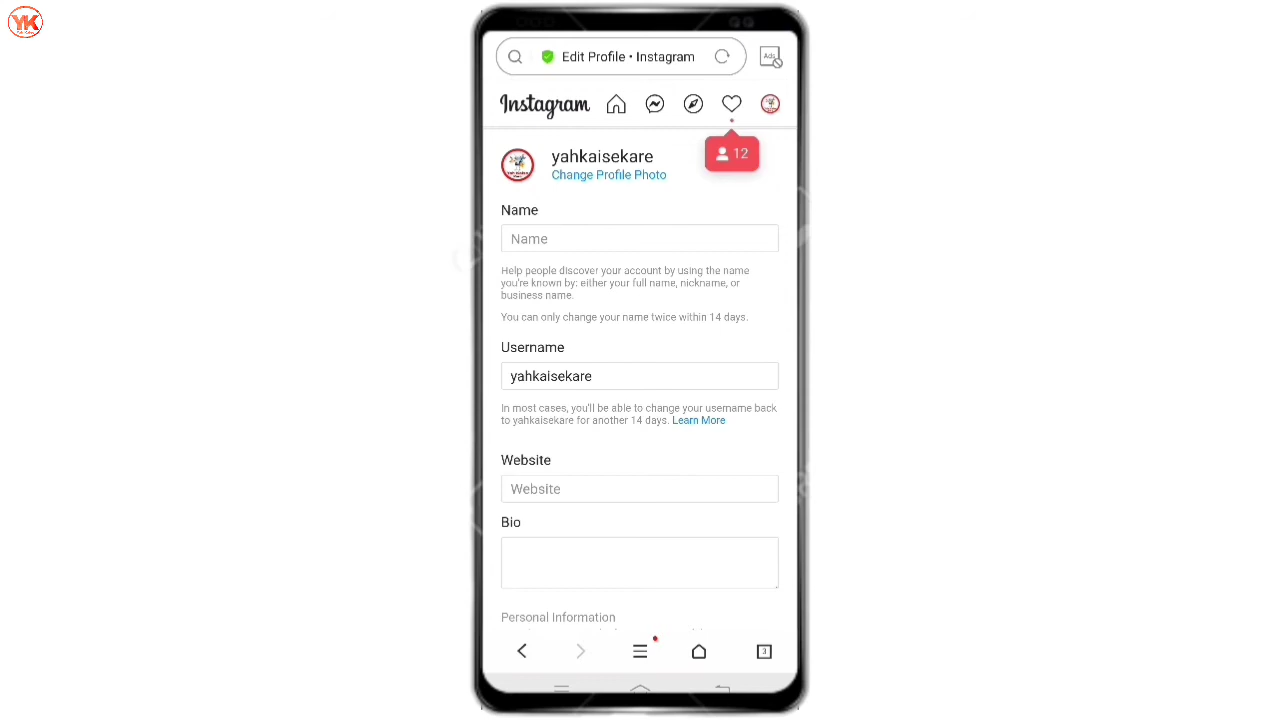 YK
Edit Profile • Instagram
Ads
Instagram
12
yahkaisekare
Change Profile Photo
Name
Name
Help people discover your account by using the name
you're known by: either your full name, nickname, or
business name.
You can only change your name twice within 14 days.
Username
yahkaisekare
In most cases, you'll be able to change your username back
to yahkaisekare for another 14 days. Learn More
Website
Website
Bio
Personal Information
3